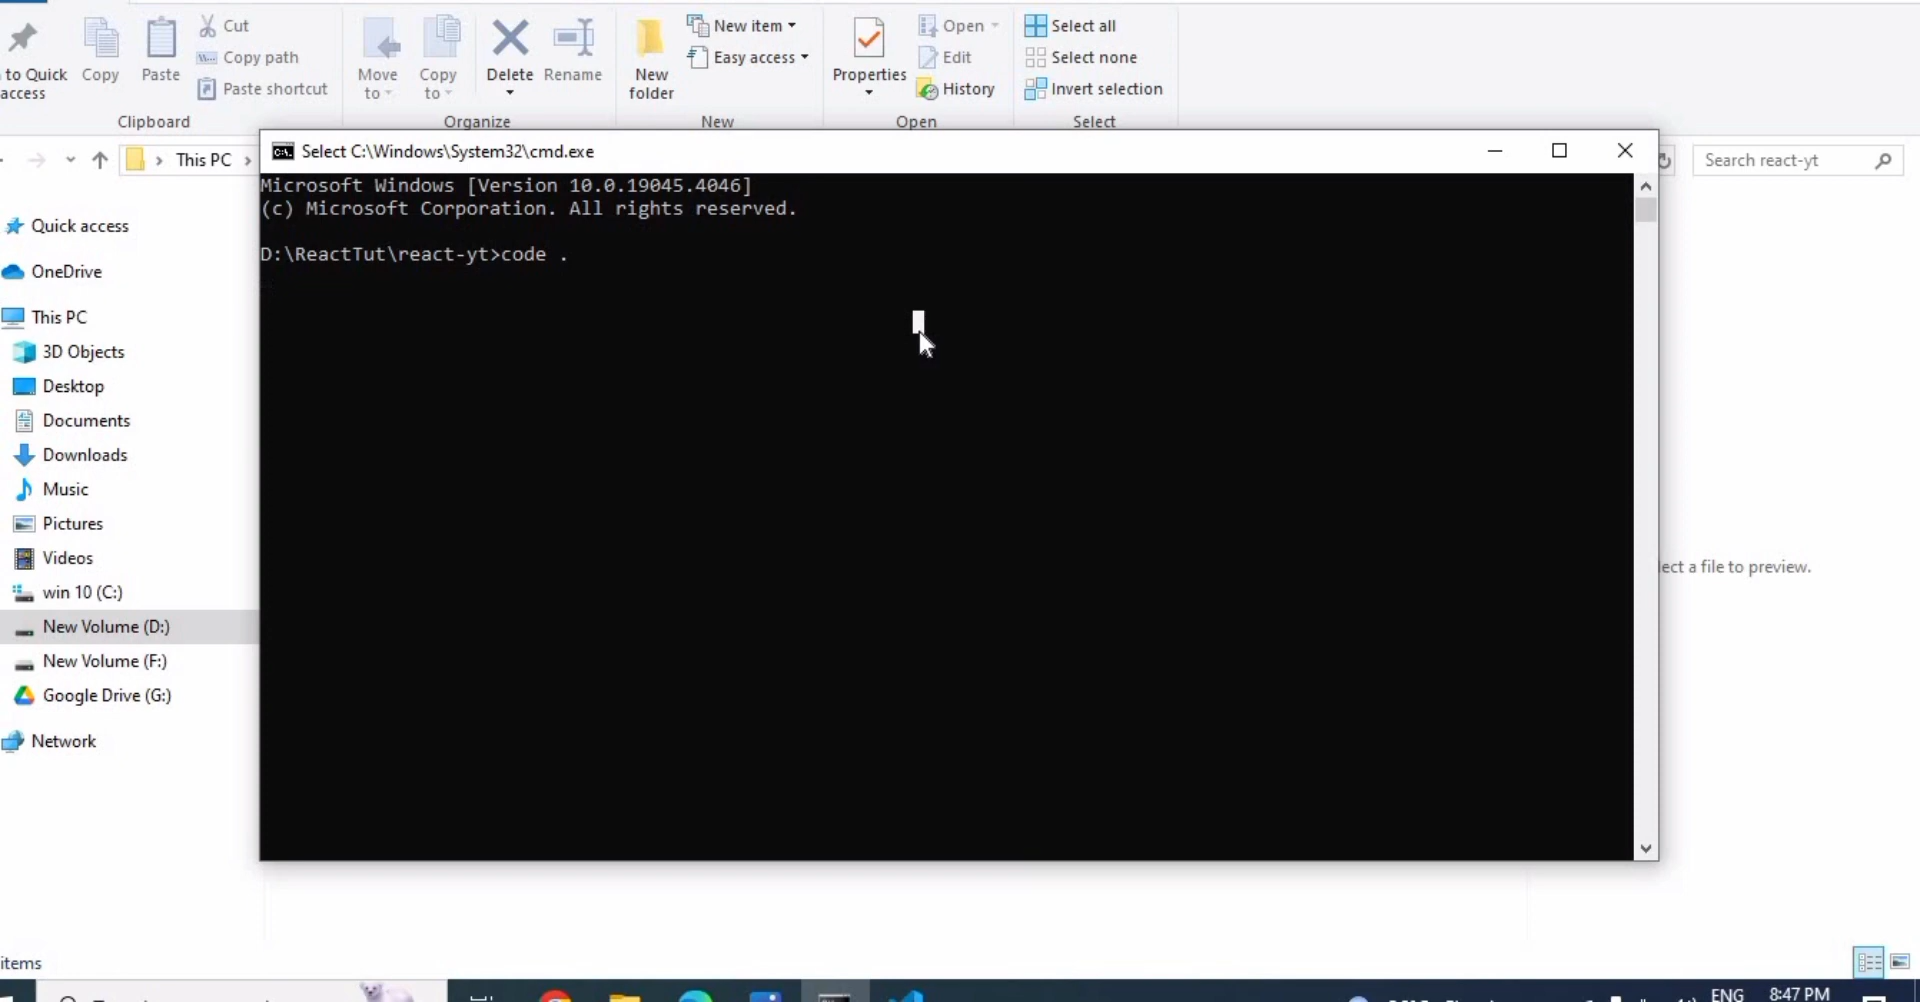 Cut
Copy path
Paste shortcut
to Quick
access
Copy
Paste
Clipboard
Move
to
Copy
to
Delete
Rename
Organize
New
folder
New item
Easy access
New
Properties
Open
Edit
History
Open
Select all
Select none
Invert selection
Select
This PC
Search react-yt
Select C:\Windows\System32\cmd.exe
Microsoft Windows [Version 10.0.19045.4046]
(c) Microsoft Corporation. All rights reserved.
D:\ReactTut\react-yt>code .
Quick access
OneDrive
This PC
3D Objects
Desktop
Documents
Downloads
Music
Pictures
Videos
win 10 (C:)
New Volume (D:)
New Volume (F:)
Google Drive (G:)
Network
a file to preview.
items
ENG
8:47 PM